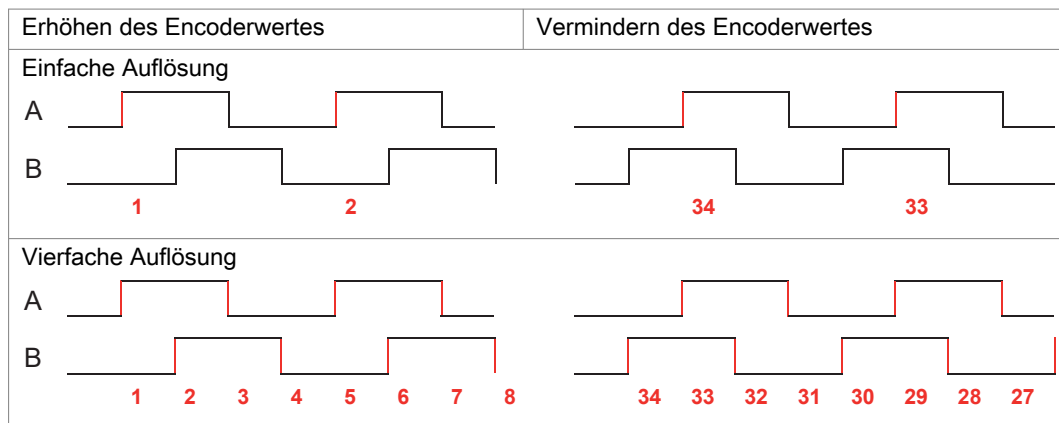 Erhöhen des Encoderwertes Vermindern des Encoderwertes
Einfache Auflösung
A
B
1 2 34 33
Vierfache Auflösung
A
B
1 2 3 4 5 6 7 8 34 33 32 31 30 29 28 27